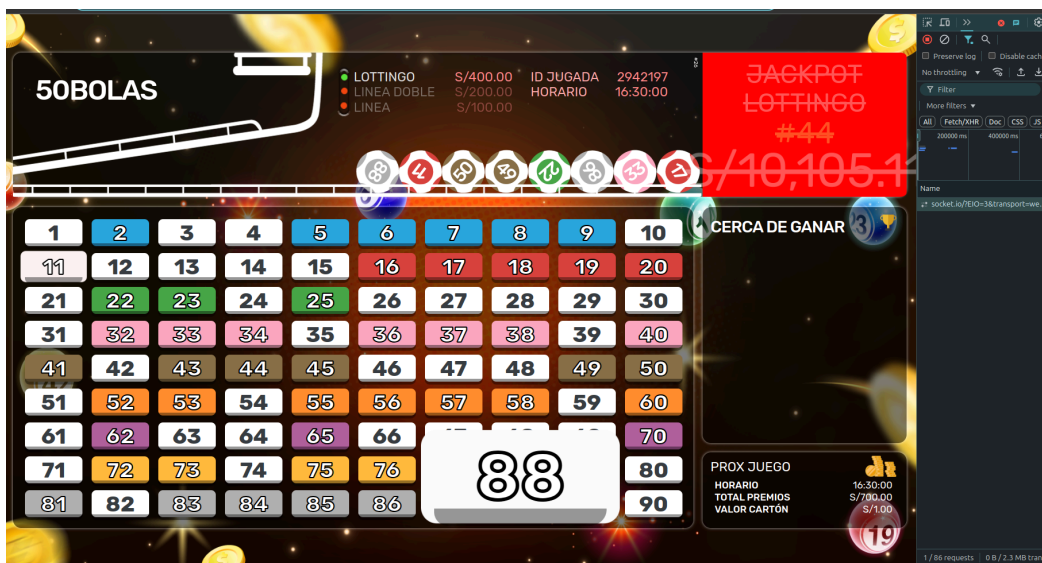 50BOLAS
LOTTINGO S/400.00 ID JUGADA 2942197
LINEA DOBLE S/200.00 HORARIO 16:30:00
LINEA S/100.00
JACKPOT
LOTTINGO
#44
S/10,105.1
88 50 22 33 47
1 2 3 4 5 6 7 8 9 10
11 12 13 14 15 16 17 18 19 20
21 22 23 24 25 26 27 28 29 30
31 32 33 34 35 36 37 38 39 40
41 42 43 44 45 46 47 48 49 50
51 52 53 54 55 56 57 58 59 60
61 62 63 64 65 66 70
71 72 73 74 75 76 80
81 82 83 84 85 86 90
88
CERCA DE GANAR
PROX JUEGO
HORARIO 16:30:00
TOTAL PREMIOS S/700.00
VALOR CARTÓN S/1.00
19
Preserve log Disable cach
No throttling
Filter
More filters
All Fetch/XHR Doc CSS JS
200000 ms 400000 ms
Name
socket.io/?EIO=3&transport=we...
1 / 86 requests 0 B / 2.3 MB tran